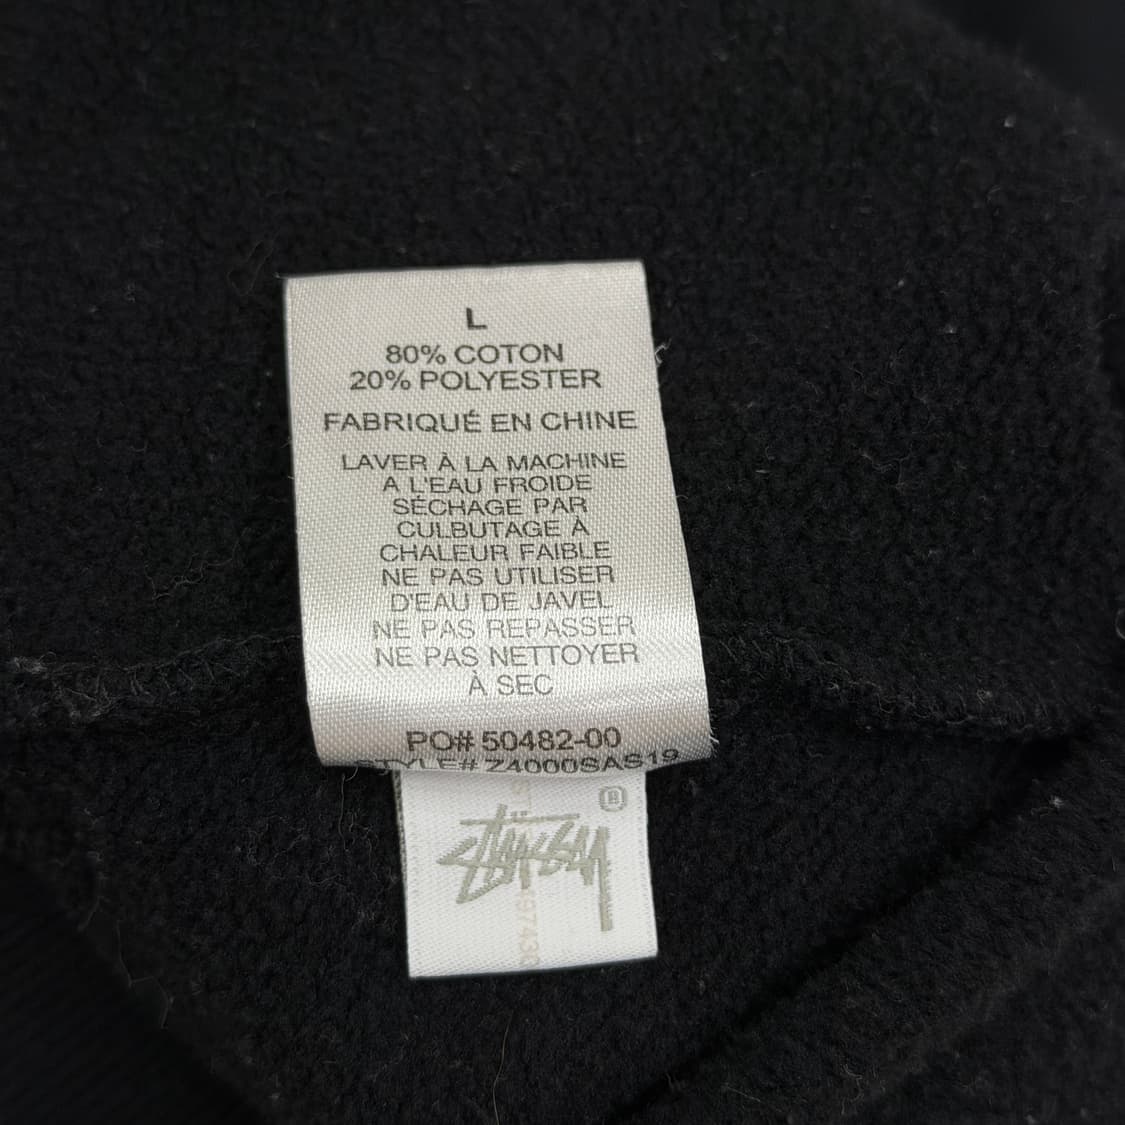 L
80% COTON
20% POLYESTER
FABRIQUÉ EN CHINE
LAVER À LA MACHINE
A L'EAU FROIDE
SÉCHAGE PAR
CULBUTAGE À
CHALEUR FAIBLE
NE PAS UTILISER
D'EAU DE JAVEL
NE PAS REPASSER
NE PAS NETTOYER
À SEC
PO# 50482-00
STYLE# Z4000SAS19
®
STÜSSY